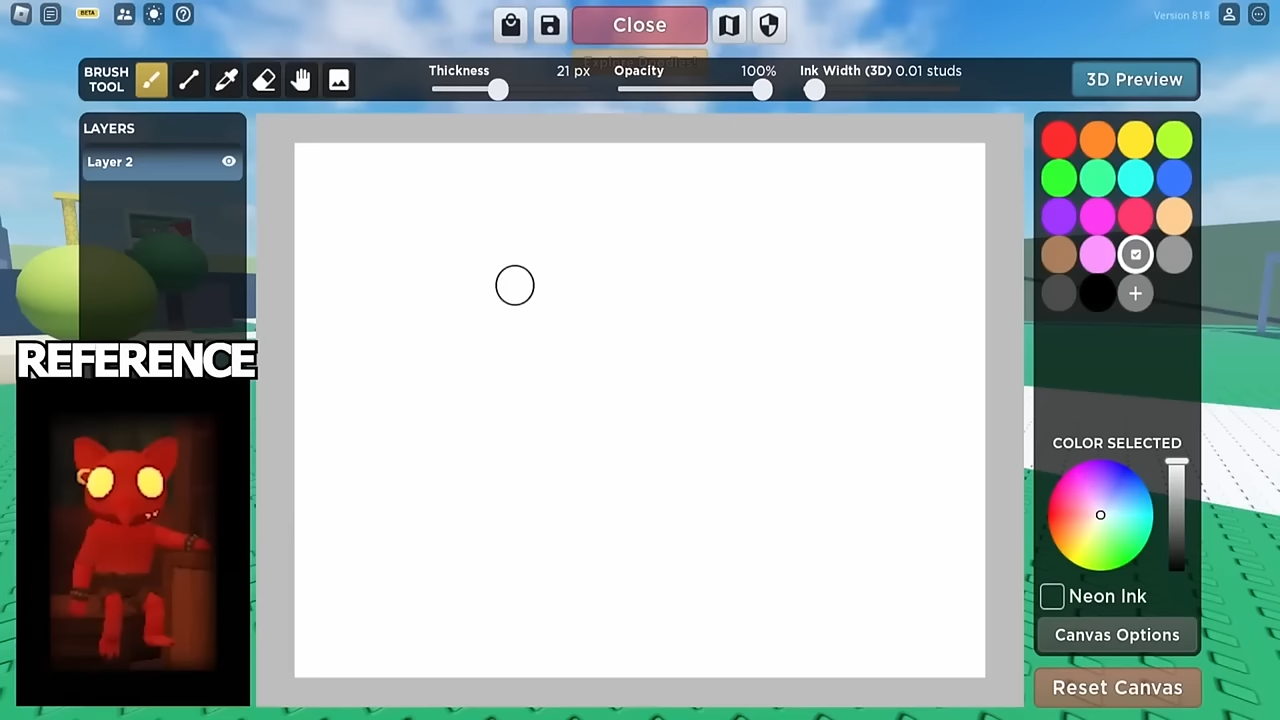 BETA
Close
Version 818
BRUSH TOOL
Thickness
21 px
Opacity
100%
Ink Width (3D) 0.01 studs
3D Preview
LAYERS
Layer 2
REFERENCE
COLOR SELECTED
Neon Ink
Canvas Options
Reset Canvas